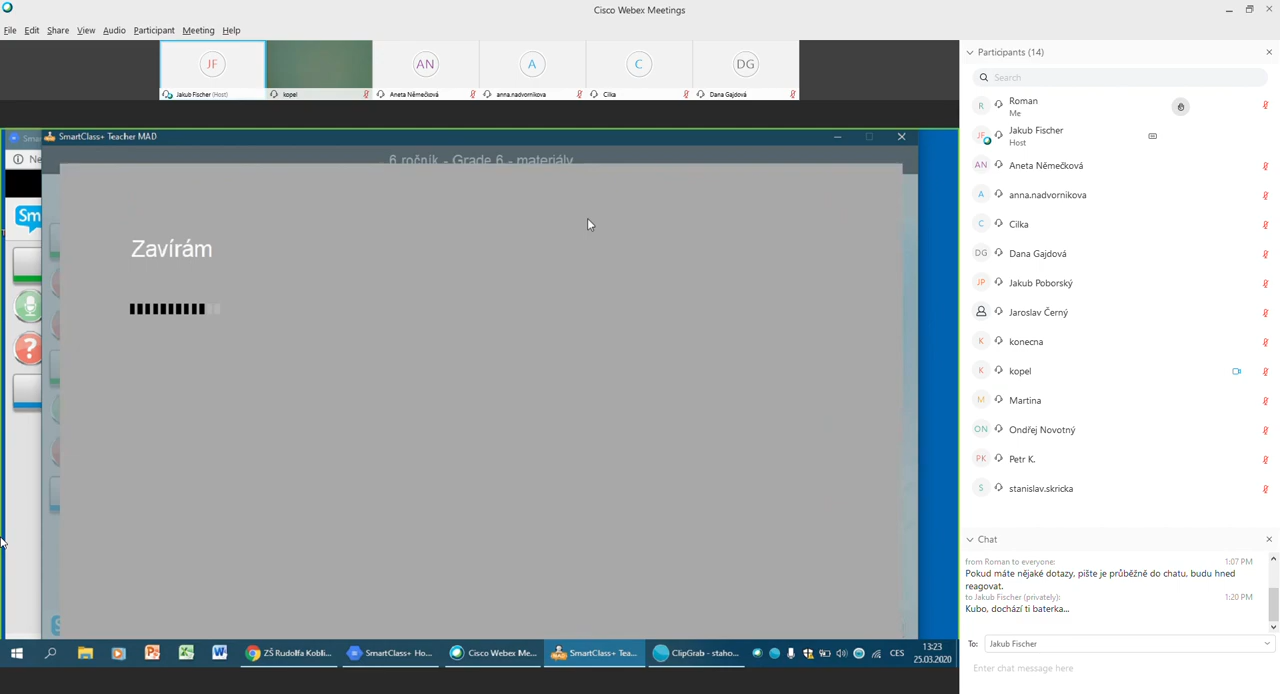 Cisco Webex Meetings
File Edit Share View Audio Participant Meeting Help
JF
AN
A
C
DG
Jakub Fischer (Host)
kopel
Aneta Němečková
anna.nadvornikova
Cilka
Dana Gajdová
SmartClass+ Teacher MAD
6 ročník - Grade 6 - materiály
Zavírám
ZŠ Rudolfa Kobli...
SmartClass+ Ho...
Cisco Webex Me...
SmartClass+ Tea...
ClipGrab - staho...
CES
13:23
25.03.2020
Participants (14)
Search
R Roman
Me
JF Jakub Fischer
Host
AN Aneta Němečková
A anna.nadvornikova
C Cilka
DG Dana Gajdová
JP Jakub Poborský
Jaroslav Černý
K konecna
K kopel
M Martina
ON Ondřej Novotný
PK Petr K.
S stanislav.skricka
Chat
from Roman to everyone: 1:07 PM
Pokud máte nějaké dotazy, pište je průběžně do chatu, budu hned
reagovat.
to Jakub Fischer (privately): 1:20 PM
Kubo, dochází ti baterka...
To: Jakub Fischer
Enter chat message here